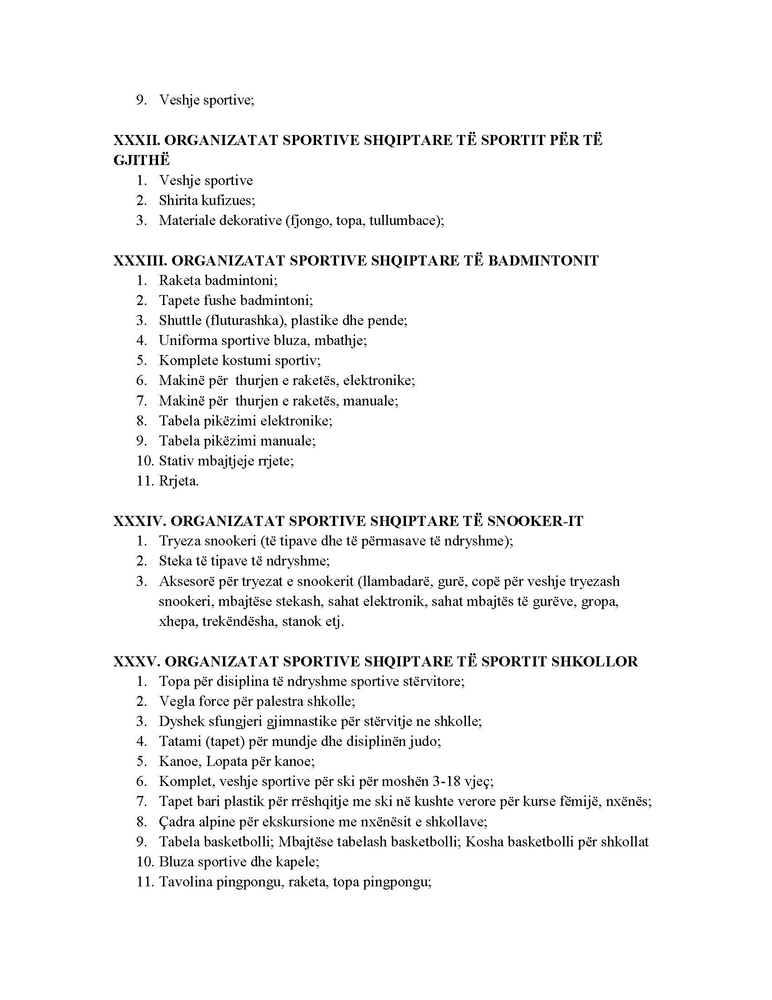 9. Veshje sportive;
XXXII. ORGANIZATAT SPORTIVE SHQIPTARE TË SPORTIT PËR TË
GJITHË
1. Veshje sportive
2. Shirita kufizues;
3. Materiale dekorative (fjongo, topa, tullumbace);
XXXIII. ORGANIZATAT SPORTIVE SHQIPTARE TË BADMINTONIT
1. Raketa badmintoni;
2. Tapete fushe badmintoni;
3. Shuttle (fluturashka), plastike dhe pende;
4. Uniforma sportive bluza, mbathje;
5. Komplete kostumi sportiv;
6. Makinë për  thurjen e raketës, elektronike;
7. Makinë për  thurjen e raketës, manuale;
8. Tabela pikëzimi elektronike;
9. Tabela pikëzimi manuale;
10. Stativ mbajtjeje rrjete;
11. Rrjeta.
XXXIV. ORGANIZATAT SPORTIVE SHQIPTARE TË SNOOKER-IT
1. Tryeza snookeri (të tipave dhe të përmasave të ndryshme);
2. Steka të tipave të ndryshme;
3. Aksesorë për tryezat e snookerit (llambadarë, gurë, copë për veshje tryezash
snookeri, mbajtëse stekash, sahat elektronik, sahat mbajtës të gurëve, gropa,
xhepa, trekëndësha, stanok etj.
XXXV. ORGANIZATAT SPORTIVE SHQIPTARE TË SPORTIT SHKOLLOR
1. Topa për disiplina të ndryshme sportive stërvitore;
2. Vegla force për palestra shkolle;
3. Dyshek sfungjeri gjimnastike për stërvitje ne shkolle;
4. Tatami (tapet) për mundje dhe disiplinën judo;
5. Kanoe, Lopata për kanoe;
6. Komplet, veshje sportive për ski për moshën 3-18 vjeç;
7. Tapet bari plastik për rrëshqitje me ski në kushte verore për kurse fëmijë, nxënës;
8. Çadra alpine për ekskursione me nxënësit e shkollave;
9. Tabela basketbolli; Mbajtëse tabelash basketbolli; Kosha basketbolli për shkollat
10. Bluza sportive dhe kapele;
11. Tavolina pingpongu, raketa, topa pingpongu;